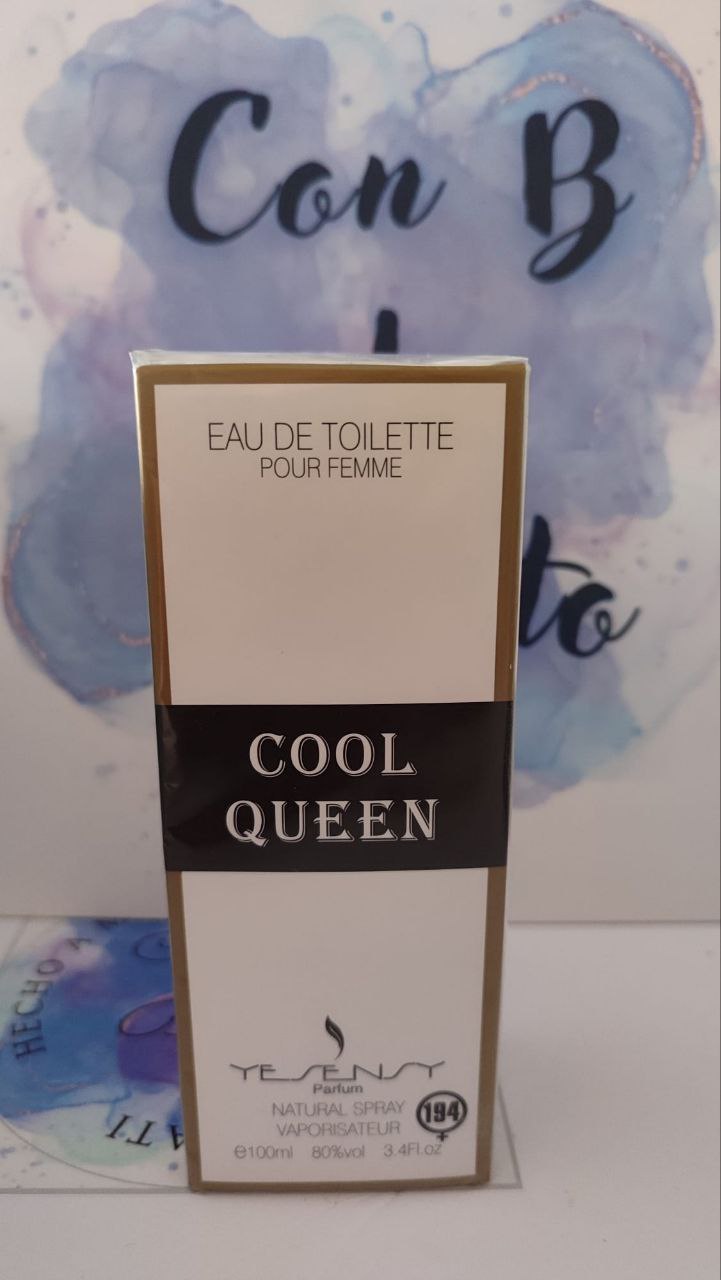 Con B
to
EAU DE TOILETTE
POUR FEMME
COOL
QUEEN
YESENSY
Parfum
NATURAL SPRAY
VAPORISATEUR
194
℮100ml 80%vol 3.4Fl.oz
HECHO A